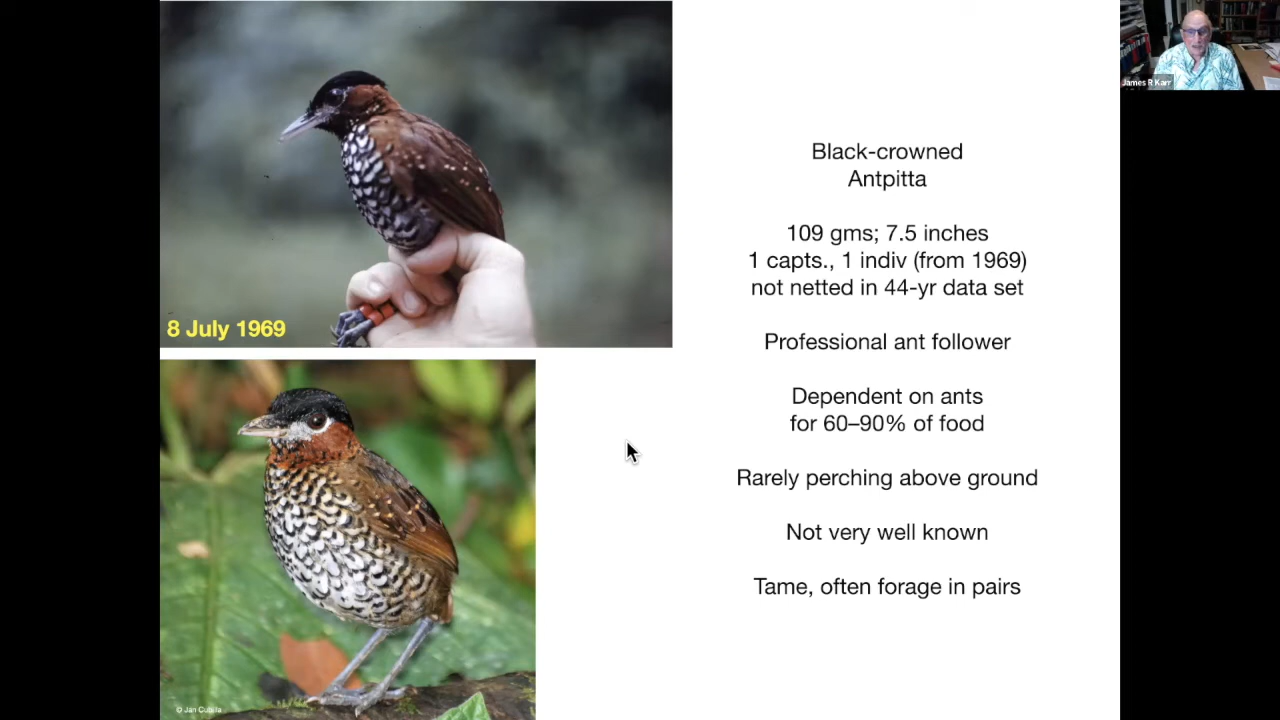 James R Karr
8 July 1969
© Jan Cubilla
Black-crowned
Antpitta
109 gms; 7.5 inches
1 capts., 1 indiv (from 1969)
not netted in 44-yr data set
Professional ant follower
Dependent on ants
for 60–90% of food
Rarely perching above ground
Not very well known
Tame, often forage in pairs